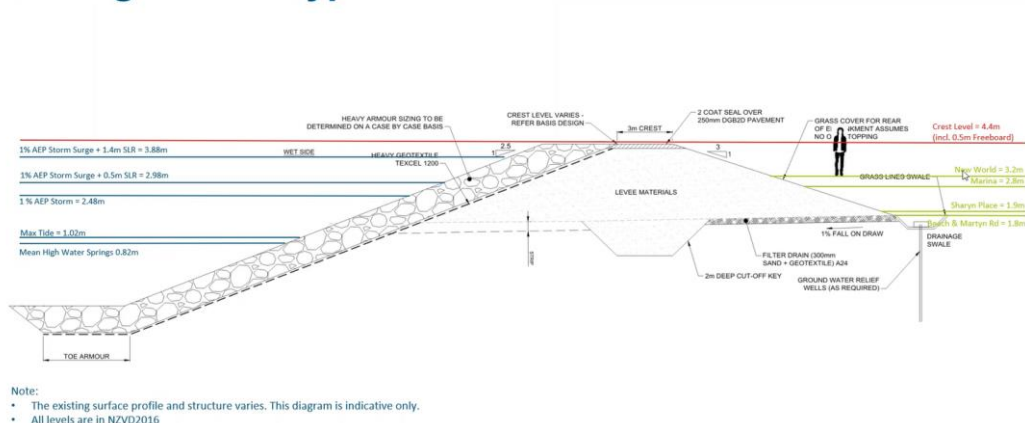 HEAVY ARMOUR SIZING TO BE
DETERMINED ON A CASE BY CASE BASIS
CREST LEVEL VARIES -
REFER BASIS DESIGN
3m CREST
2 COAT SEAL OVER
250mm DGB2D PAVEMENT
GRASS COVER FOR REAR
Crest Level = 4.4m
(incl. 0.5m Freeboard)
1% AEP Storm Surge + 1.4m SLR = 3.88m
WET SIDE
2.5
1
3
1
HEAVY GEOTEXTILE
TEXCEL 1200
1% AEP Storm Surge + 0.5m SLR = 2.98m
New World = 3.2m
GRASS LINES SWALE
Marina = 2.8m
LEVEE MATERIALS
1 % AEP Storm = 2.48m
Sharyn Place = 1.9m
Max Tide = 1.02m
Beach & Martyn Rd = 1.8m
1% FALL ON DRAW
DRAINAGE
SWALE
Mean High Water Springs 0.82m
STRIP
FILTER DRAIN (300mm
SAND + GEOTEXTILE) A24
2m DEEP CUT-OFF KEY
GROUND WATER RELIEF
WELLS (AS REQUIRED)
TOE ARMOUR
Note:
• The existing surface profile and structure varies. This diagram is indicative only.
• All levels are in NZVD2016